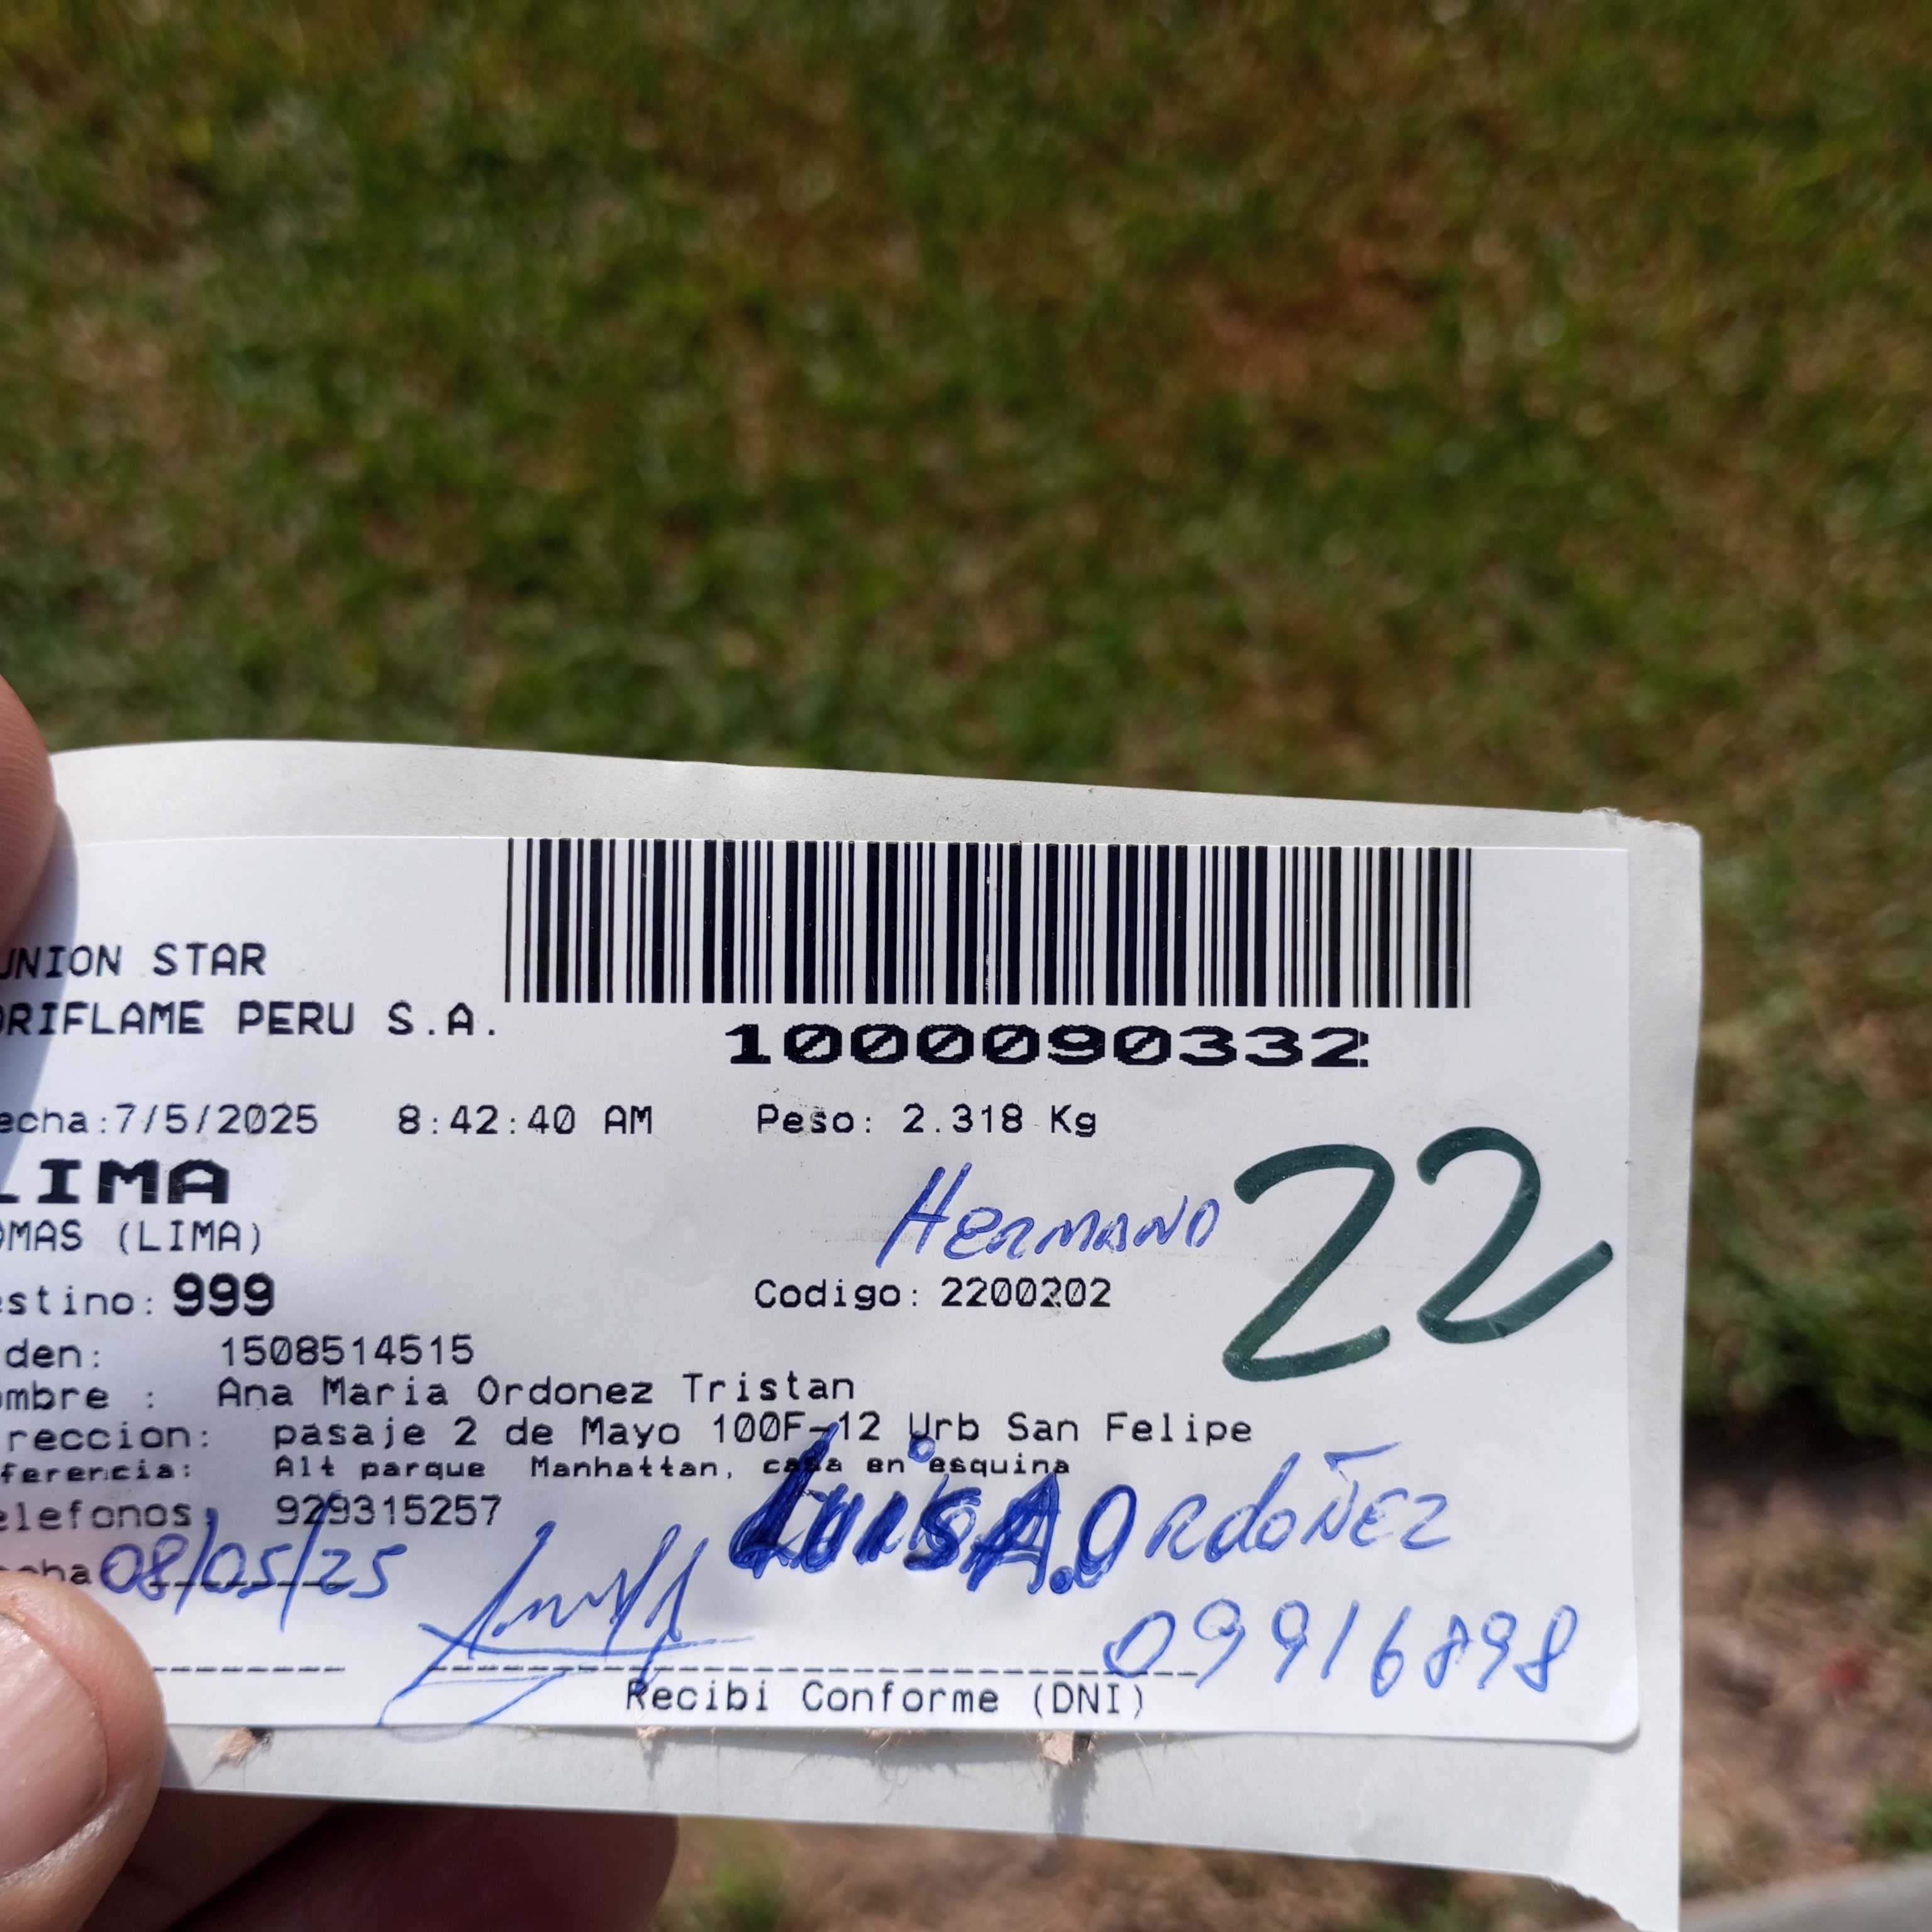 UNION STAR
ORIFLAME PERU S.A.
1000090332
echa:7/5/2025 8:42:40 AM Peso: 2.318 Kg
LIMA
OMAS (LIMA)
HERMANO
22
estino: 999 Codigo: 2200202
den: 1508514515
ombre : Ana Maria Ordonez Tristan
reccion: pasaje 2 de Mayo 100F-12 Urb San Felipe
ferencia: Alt parque Manhattan, casa en esquina
elefonos: 929315257
Luis A. ORdoÑEz
cha 08/05/25
09916898
Recibi Conforme (DNI)